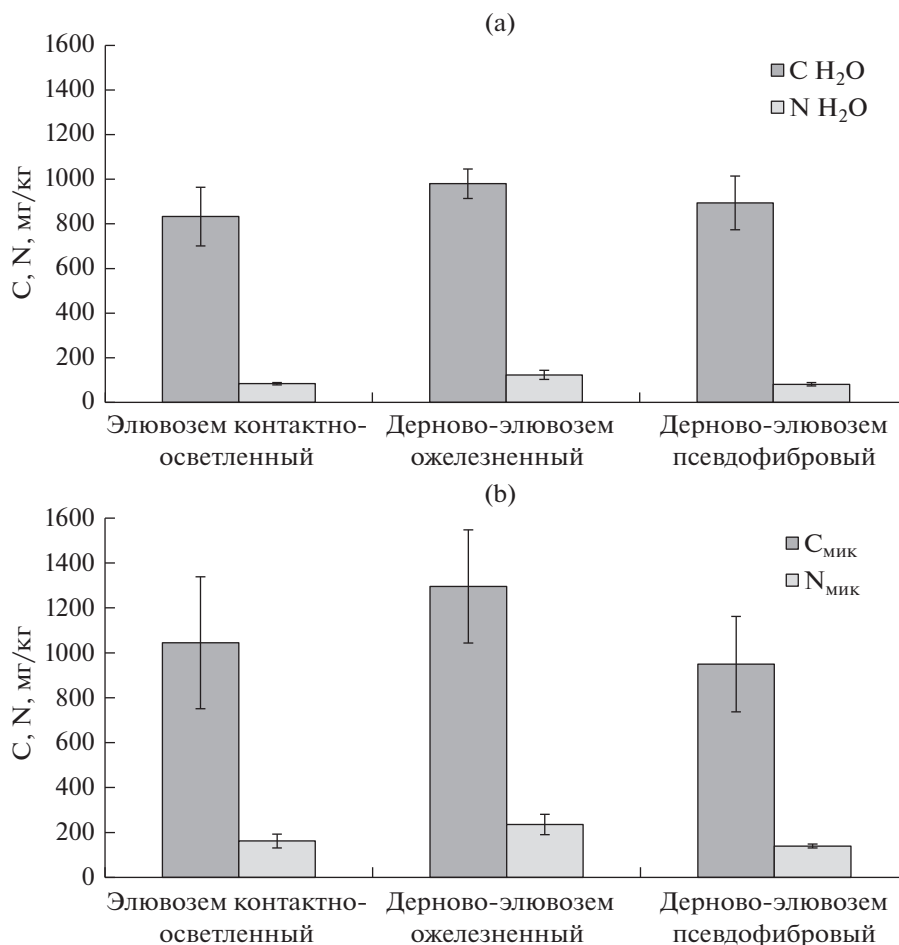 (a)
1600
1400
1200
1000
800
600
400
200
0
C, N, мг/кг
C H₂O
N H₂O
Элювозем контактно-
осветленный
Дерново-элювозем
ожелезненный
Дерново-элювозем
псевдофибровый
(b)
1600
1400
1200
1000
800
600
400
200
0
C, N, мг/кг
Cмик
Nмик
Элювозем контактно-
осветленный
Дерново-элювозем
ожелезненный
Дерново-элювозем
псевдофибровый